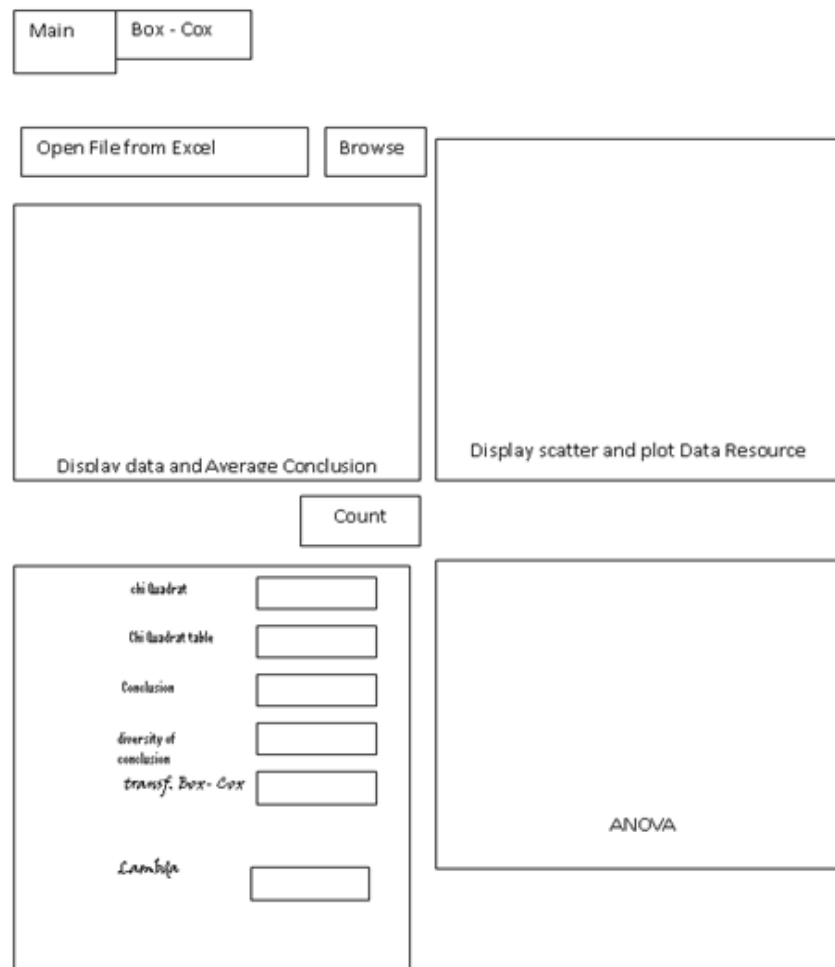 Main
Box - Cox
Open File from Excel
Browse
Display data and Average Conclusion
Display scatter and plot Data Resource
Count
chi Quadrat
Chi Quadrat table
Conclusion
diversity of
conclusion
transf. Box - Cox
Lambda
ANOVA